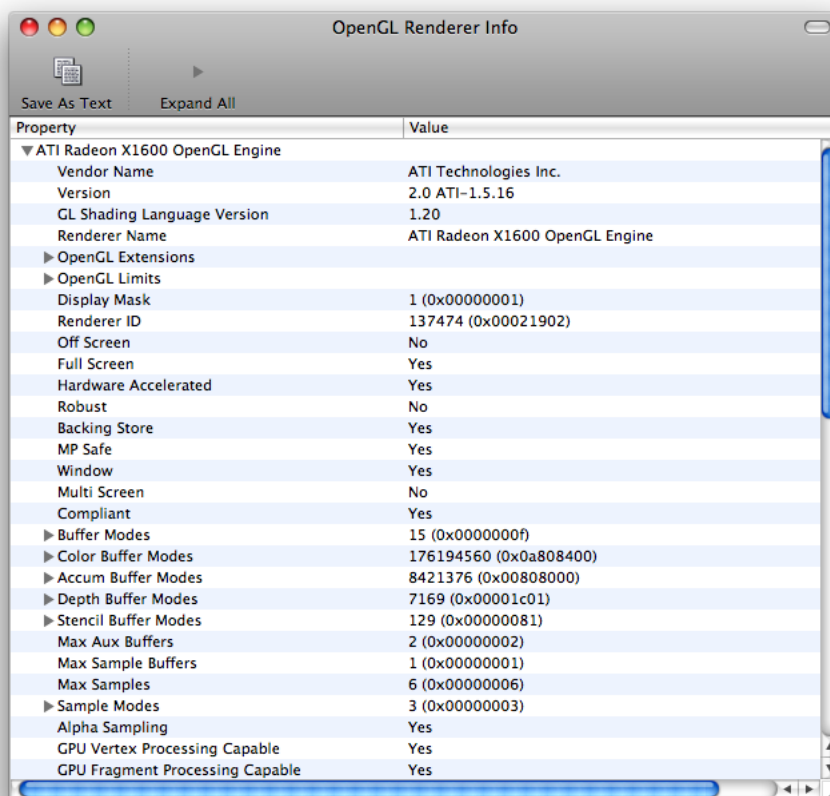 OpenGL Renderer Info
Save As Text Expand All
Property Value
ATI Radeon X1600 OpenGL Engine
Vendor Name ATI Technologies Inc.
Version 2.0 ATI-1.5.16
GL Shading Language Version 1.20
Renderer Name ATI Radeon X1600 OpenGL Engine
OpenGL Extensions
OpenGL Limits
Display Mask 1 (0x00000001)
Renderer ID 137474 (0x00021902)
Off Screen No
Full Screen Yes
Hardware Accelerated Yes
Robust No
Backing Store Yes
MP Safe Yes
Window Yes
Multi Screen No
Compliant Yes
Buffer Modes 15 (0x0000000f)
Color Buffer Modes 176194560 (0x0a808400)
Accum Buffer Modes 8421376 (0x00808000)
Depth Buffer Modes 7169 (0x00001c01)
Stencil Buffer Modes 129 (0x00000081)
Max Aux Buffers 2 (0x00000002)
Max Sample Buffers 1 (0x00000001)
Max Samples 6 (0x00000006)
Sample Modes 3 (0x00000003)
Alpha Sampling Yes
GPU Vertex Processing Capable Yes
GPU Fragment Processing Capable Yes